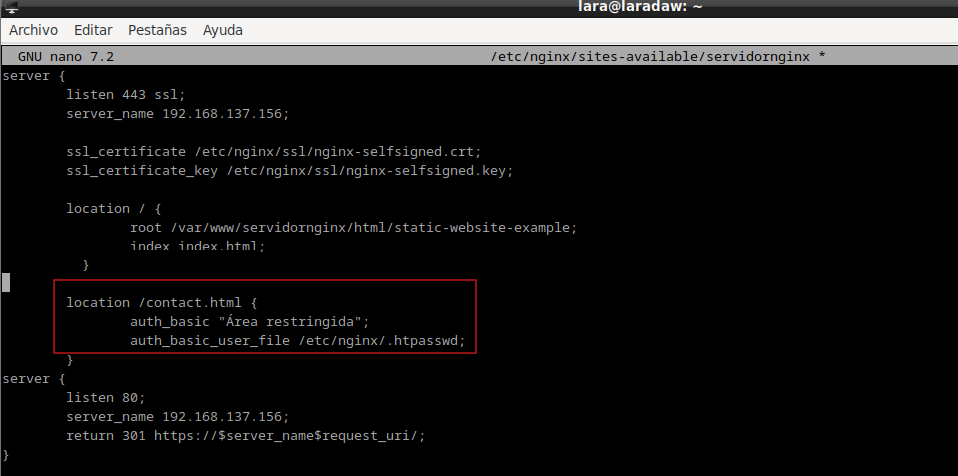 lara@laradaw: ~
Archivo Editar Pestañas Ayuda
GNU nano 7.2 /etc/nginx/sites-available/servidornginx *
server {
listen 443 ssl;
server_name 192.168.137.156;
ssl_certificate /etc/nginx/ssl/nginx-selfsigned.crt;
ssl_certificate_key /etc/nginx/ssl/nginx-selfsigned.key;
location / {
root /var/www/servidornginx/html/static-website-example;
index index.html;
}
location /contact.html {
auth_basic "Área restringida";
auth_basic_user_file /etc/nginx/.htpasswd;
}
server {
listen 80;
server_name 192.168.137.156;
return 301 https://$server_name$request_uri/;
}